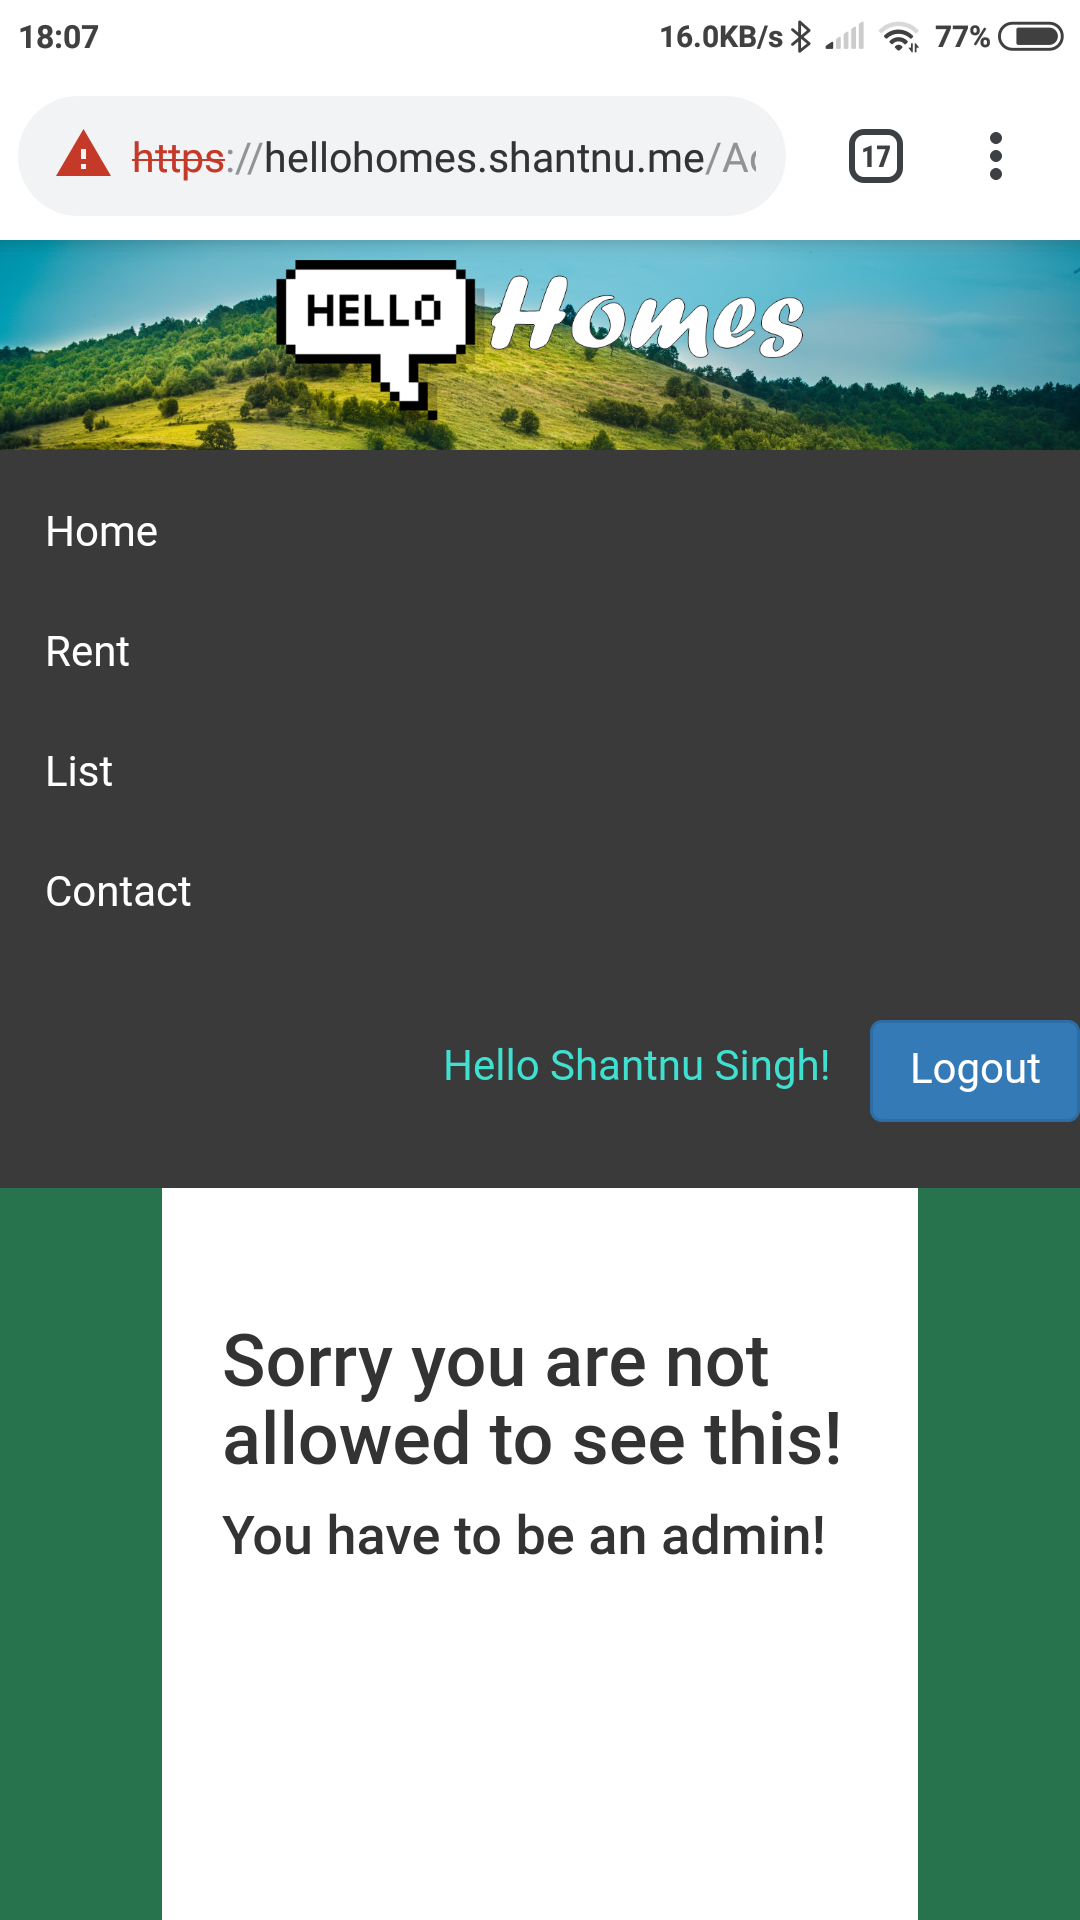 18:07 16.0KB/s 77%
https://hellohomes.shantnu.me/Ac 17
HELLO Homes
Home
Rent
List
Contact
Hello Shantnu Singh! Logout
Sorry you are not
allowed to see this!
You have to be an admin!